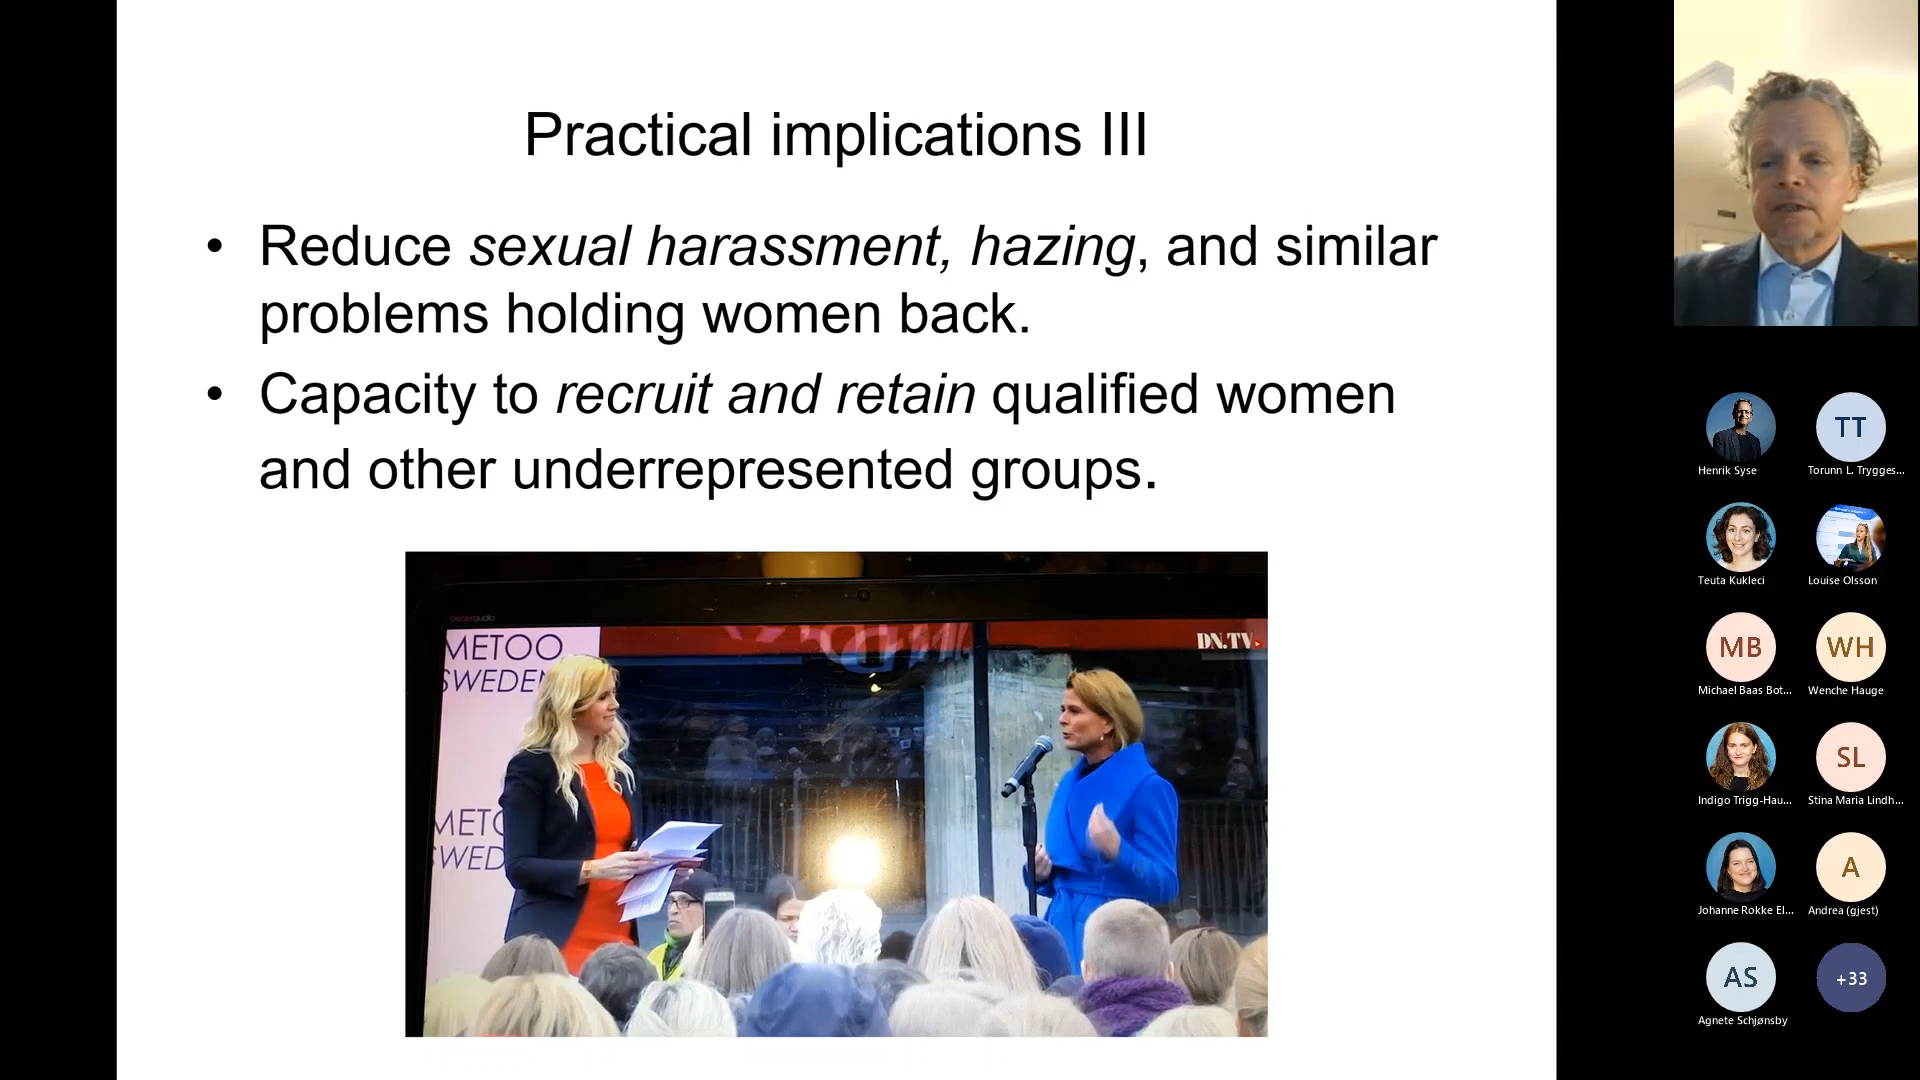 Practical implications III
• Reduce sexual harassment, hazing, and similar
problems holding women back.
• Capacity to recruit and retain qualified women
and other underrepresented groups.
METOO
SWEDEN
DN.TV
METO
SWED
Henrik Syse
TT
Torunn L. Trygges...
Teuta Kukleci
Louise Olsson
MB
Michael Baas Bot...
WH
Wenche Hauge
Indigo Trigg-Hau...
SL
Stina Maria Lindh...
Johanne Rokke El...
A
Andrea (gjest)
AS
Agnete Schjønsby
+33